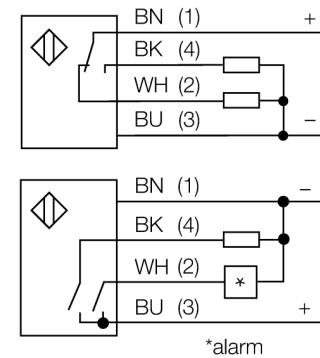 BN (1) +
BK (4)
WH (2)
BU (3) −
BN (1) −
BK (4)
WH (2)
*
BU (3) +
*alarm